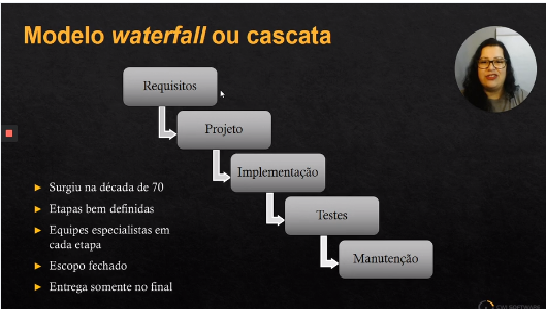 Modelo waterfall ou cascata
Requisitos
Projeto
Implementação
Testes
Manutenção
Surgiu na década de 70
Etapas bem definidas
Equipes especialistas em
cada etapa
Escopo fechado
Entrega somente no final